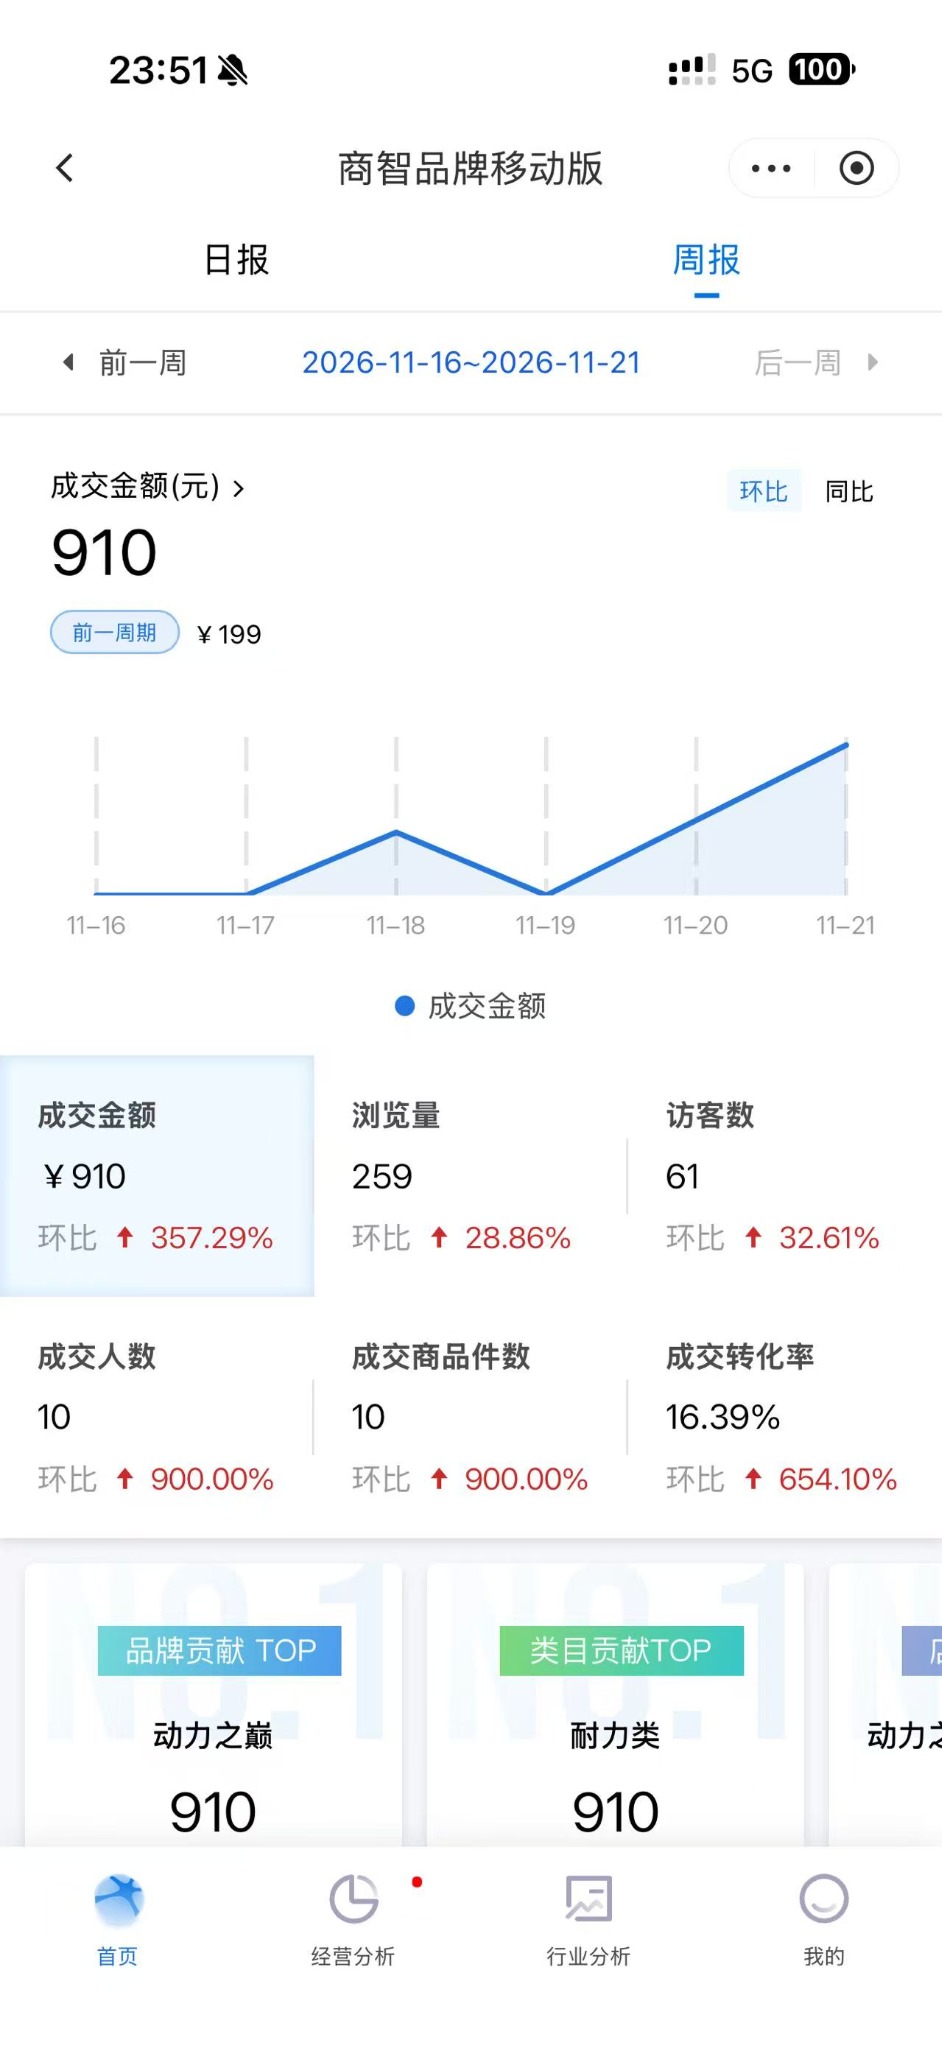 23:51 5G 100
商智品牌移动版
日报 周报
前一周 2026-11-16~2026-11-21 后一周
成交金额(元) 环比 同比
910
前一周期 ¥199
11-16 11-17 11-18 11-19 11-20 11-21
成交金额
成交金额 浏览量 访客数
¥910 259 61
环比 357.29% 环比 28.86% 环比 32.61%
成交人数 成交商品件数 成交转化率
10 10 16.39%
环比 900.00% 环比 900.00% 环比 654.10%
NO.1 NO.1
品牌贡献 TOP 类目贡献TOP
动力之巅 耐力类 动力之
910 910
首页 经营分析 行业分析 我的